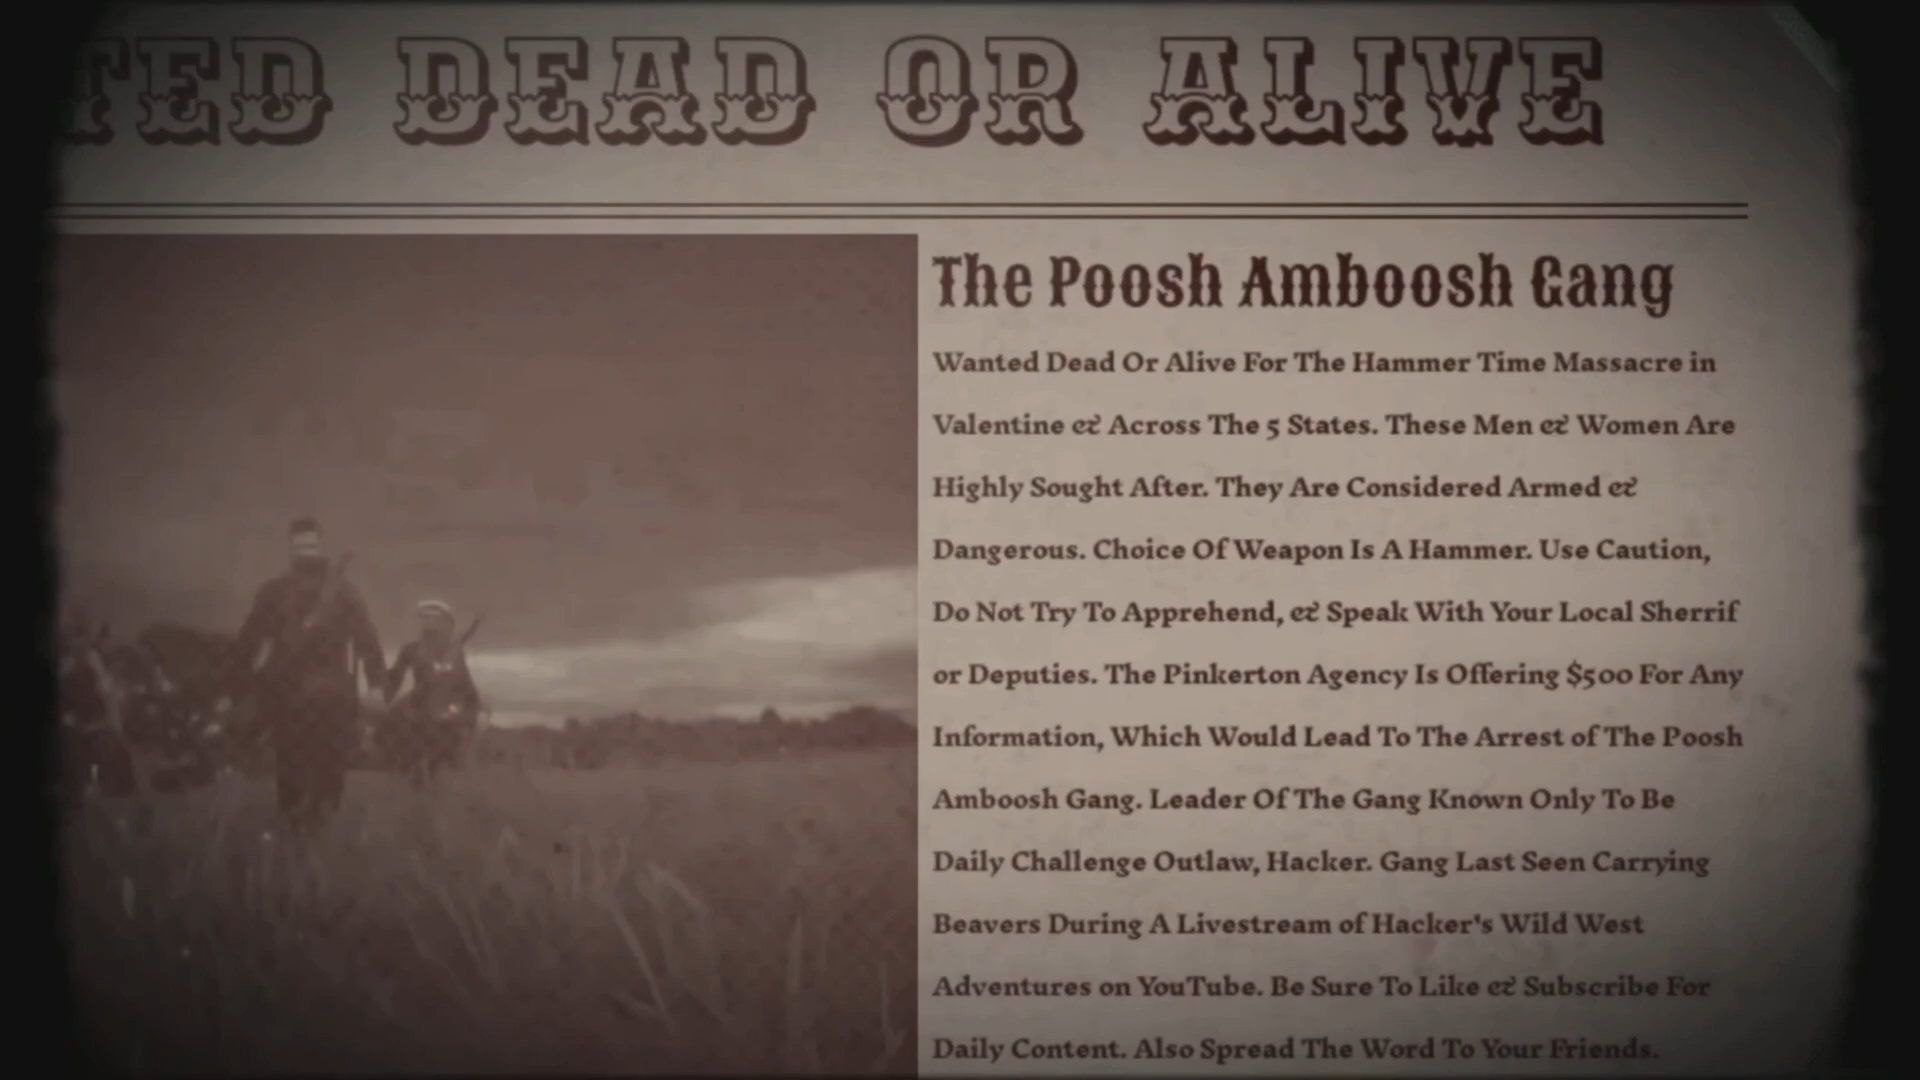 TED DEAD OR ALIVE
The Poosh Amboosh Gang
Wanted Dead Or Alive For The Hammer Time Massacre in
Valentine & Across The 5 States. These Men & Women Are
Highly Sought After. They Are Considered Armed &
Dangerous. Choice Of Weapon Is A Hammer. Use Caution,
Do Not Try To Apprehend, & Speak With Your Local Sherrif
or Deputies. The Pinkerton Agency Is Offering $500 For Any
Information, Which Would Lead To The Arrest of The Poosh
Amboosh Gang. Leader Of The Gang Known Only To Be
Daily Challenge Outlaw, Hacker. Gang Last Seen Carrying
Beavers During A Livestream of Hacker's Wild West
Adventures on YouTube. Be Sure To Like & Subscribe For
Daily Content. Also Spread The Word To Your Friends.